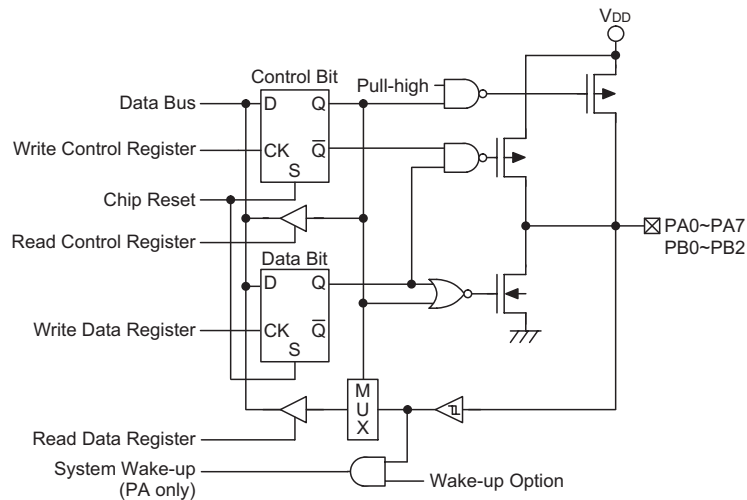 VDD
Control Bit
Pull-high
Data Bus
D
Q
Write Control Register
CK
Q
S
Chip Reset
PA0~PA7
PB0~PB2
Read Control Register
Data Bit
D
Q
Write Data Register
CK
Q
S
M
U
X
Read Data Register
System Wake-up
(PA only)
Wake-up Option